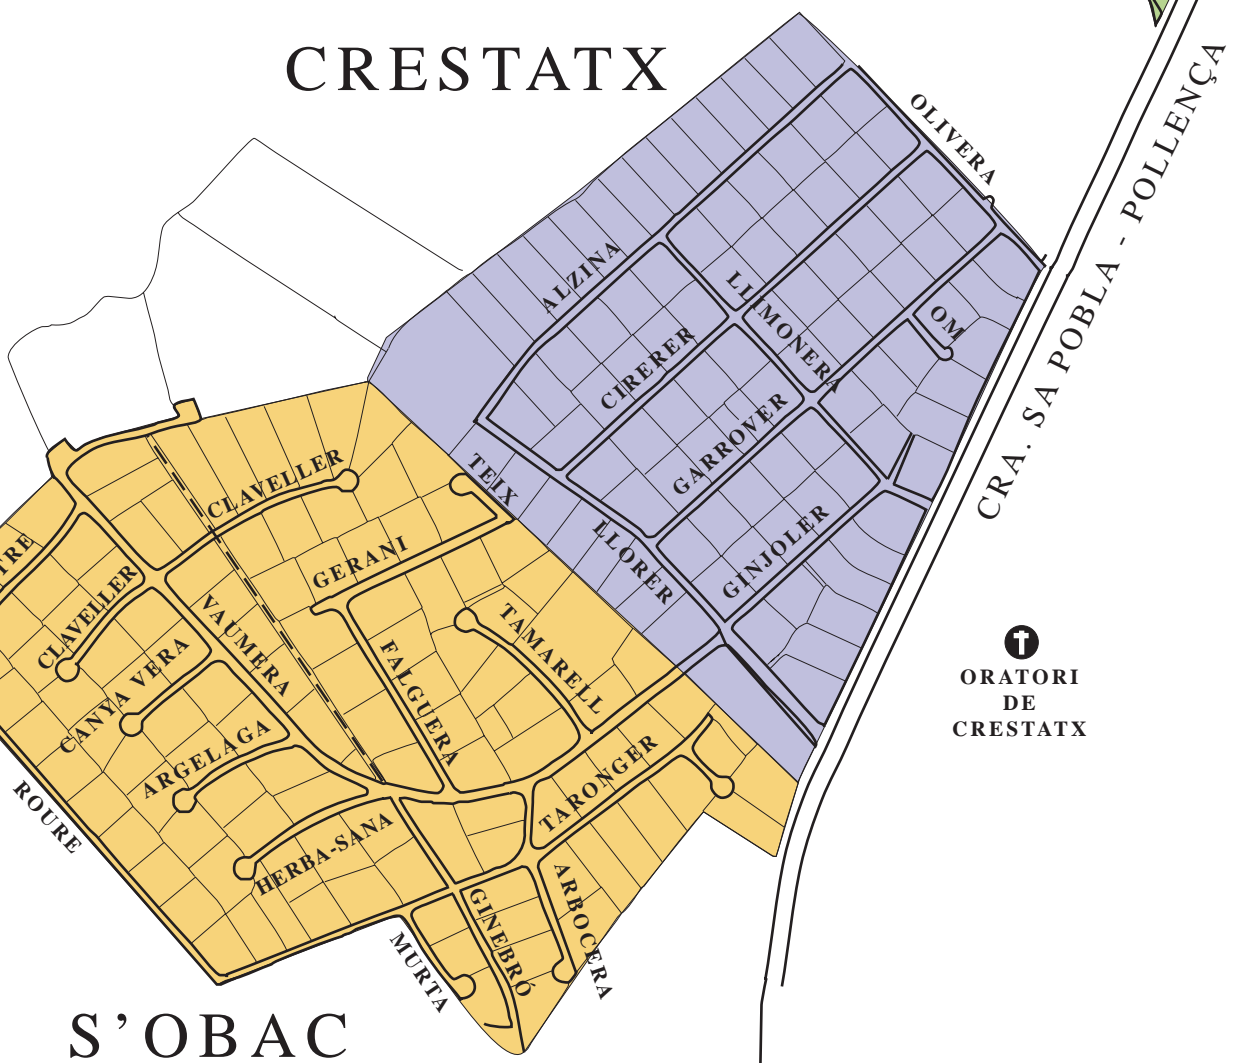 CRESTATX
OLIVERA
CRA. SA POBLA - POLLENÇA
ALZINA
LLIMONERA
OM
CIRERER
GARROVER
TEIX
CLAVELLER
LLORER
GINJOLER
GERANI
TRE
CLAVELLER
VAUMERA
TAMARELL
CANYA VERA
FALGUERA
ORATORI
DE
CRESTATX
ARGELAGA
TARONGER
ROURE
HERBA-SANA
ARBOCERA
GINEBRÓ
MURTA
S'OBAC